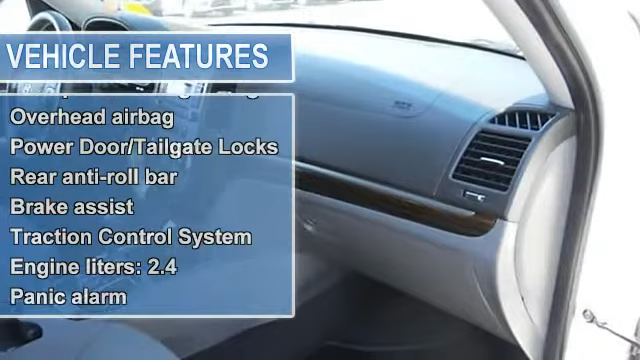 VEHICLE FEATURES
Overhead airbag
Power Door/Tailgate Locks
Rear anti-roll bar
Brake assist
Traction Control System
Engine liters: 2.4
Panic alarm